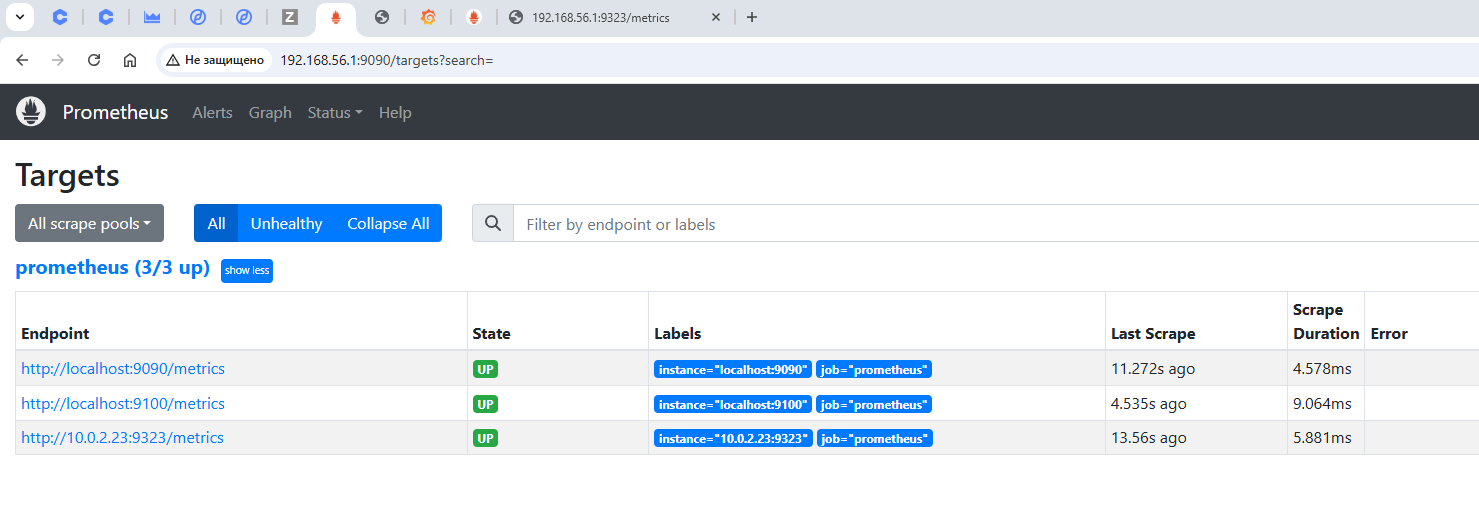 192.168.56.1:9323/metrics
Не защищено 192.168.56.1:9090/targets?search=
Prometheus Alerts Graph Status Help
Targets
All scrape pools All Unhealthy Collapse All Filter by endpoint or labels
prometheus (3/3 up) show less
Endpoint State Labels Last Scrape Scrape Duration Error
http://localhost:9090/metrics UP instance="localhost:9090" job="prometheus" 11.272s ago 4.578ms
http://localhost:9100/metrics UP instance="localhost:9100" job="prometheus" 4.535s ago 9.064ms
http://10.0.2.23:9323/metrics UP instance="10.0.2.23:9323" job="prometheus" 13.56s ago 5.881ms